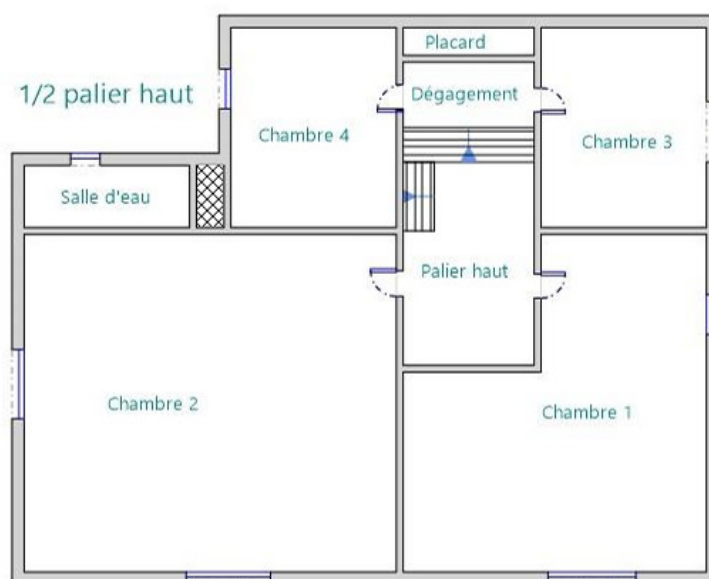 Placard
1/2 palier haut
Dégagement
Chambre 4
Chambre 3
Salle d'eau
Palier haut
Chambre 2
Chambre 1